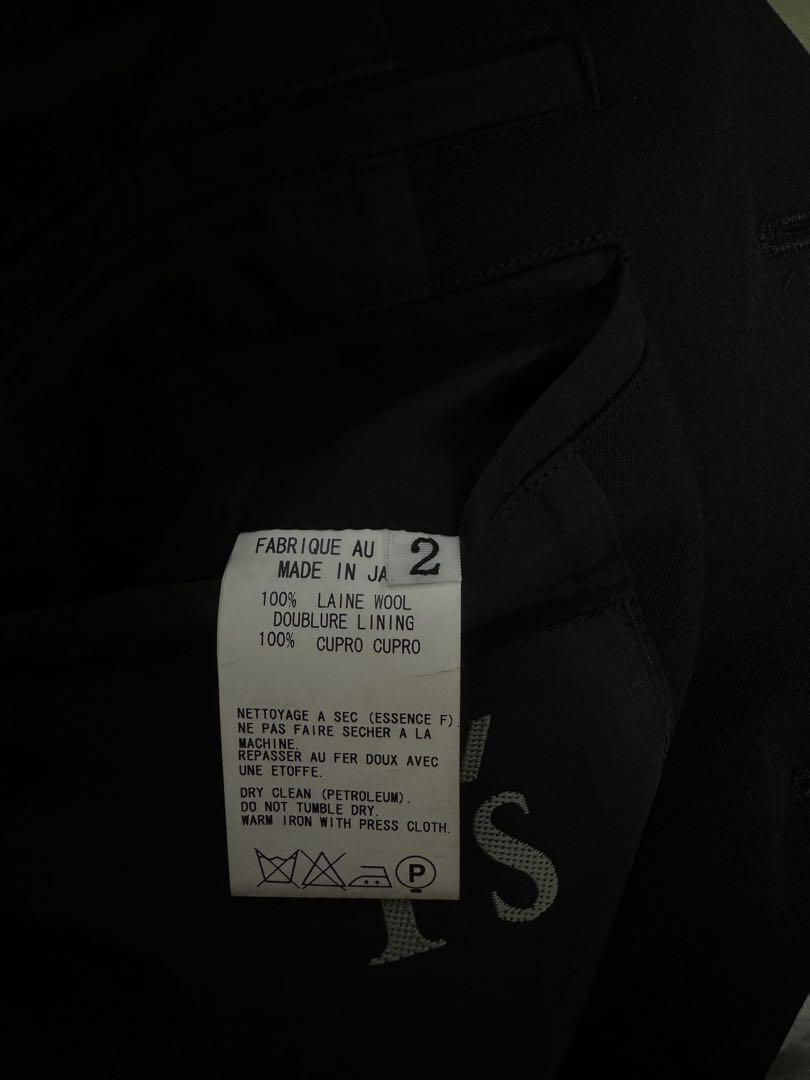 FABRIQUE AU
2
MADE IN JA
100% LAINE WOOL
DOUBLURE LINING
100% CUPRO CUPRO
NETTOYAGE A SEC (ESSENCE F).
NE PAS FAIRE SECHER A LA
MACHINE.
REPASSER AU FER DOUX AVEC
UNE ETOFFE.
DRY CLEAN (PETROLEUM).
DO NOT TUMBLE DRY.
WARM IRON WITH PRESS CLOTH.
P
's